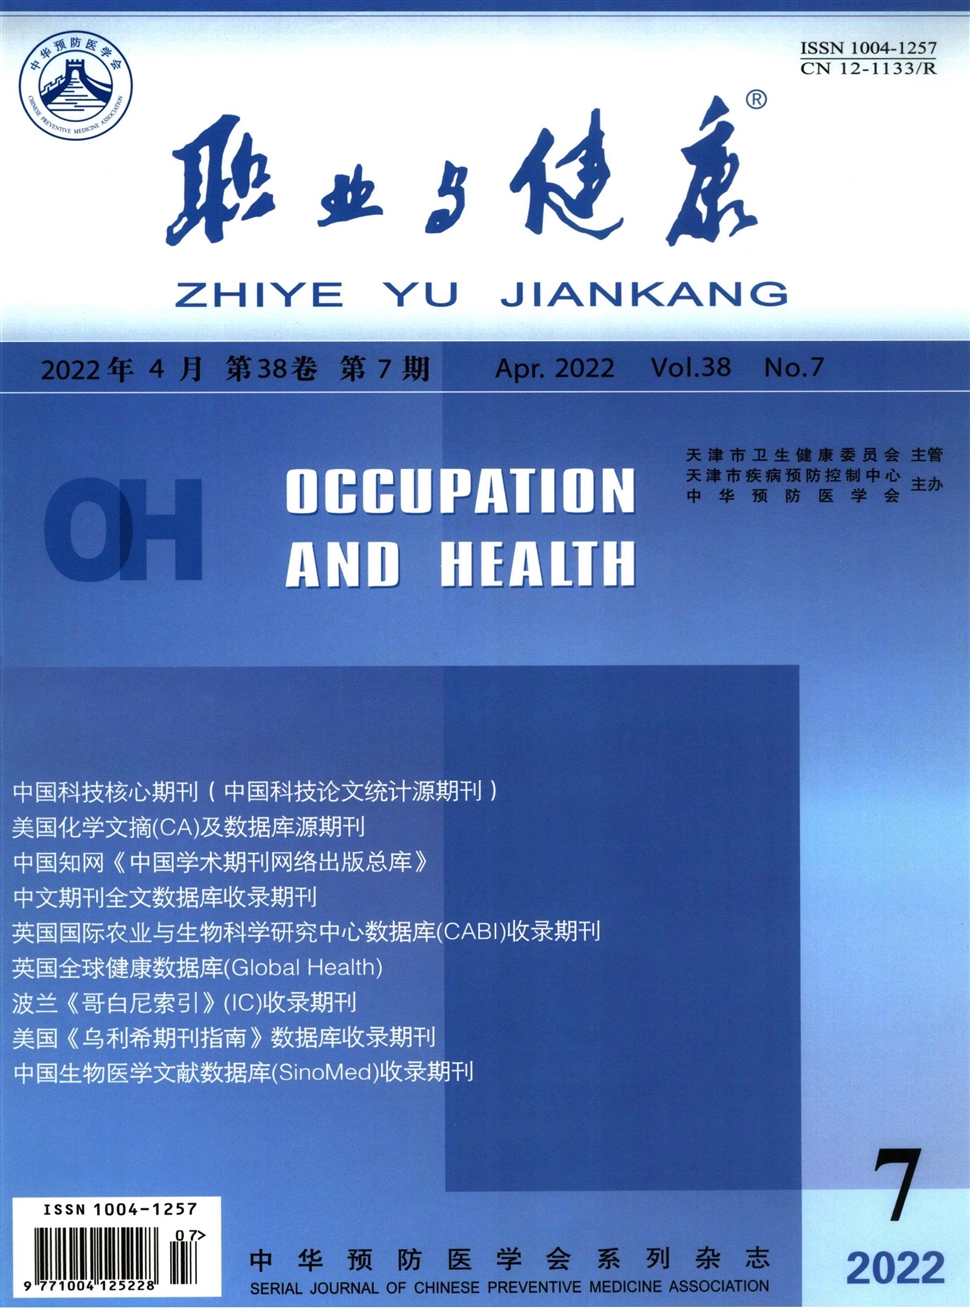 中华预防医学会
CHINESE PREVENTIVE MEDICINE ASSOCIATION
ISSN 1004-1257
CN 12-1133/R
职业与健康®
ZHIYE YU JIANKANG
2022年 4 月 第38卷 第 7 期 Apr. 2022 Vol.38 No.7
OH
OCCUPATION
AND HEALTH
天津市卫生健康委员会 主管
天津市疾病预防控制中心
中华预防医学会 主办
中国科技核心期刊（中国科技论文统计源期刊）
美国化学文摘(CA)及数据库源期刊
中国知网《中国学术期刊网络出版总库》
中文期刊全文数据库收录期刊
英国国际农业与生物科学研究中心数据库(CABI)收录期刊
英国全球健康数据库(Global Health)
波兰《哥白尼索引》(IC)收录期刊
美国《乌利希期刊指南》数据库收录期刊
中国生物医学文献数据库(SinoMed)收录期刊
7
2022
ISSN 1004-1257
07>
9 771004 125228
中华预防医学会系列杂志
SERIAL JOURNAL OF CHINESE PREVENTIVE MEDICINE ASSOCIATION